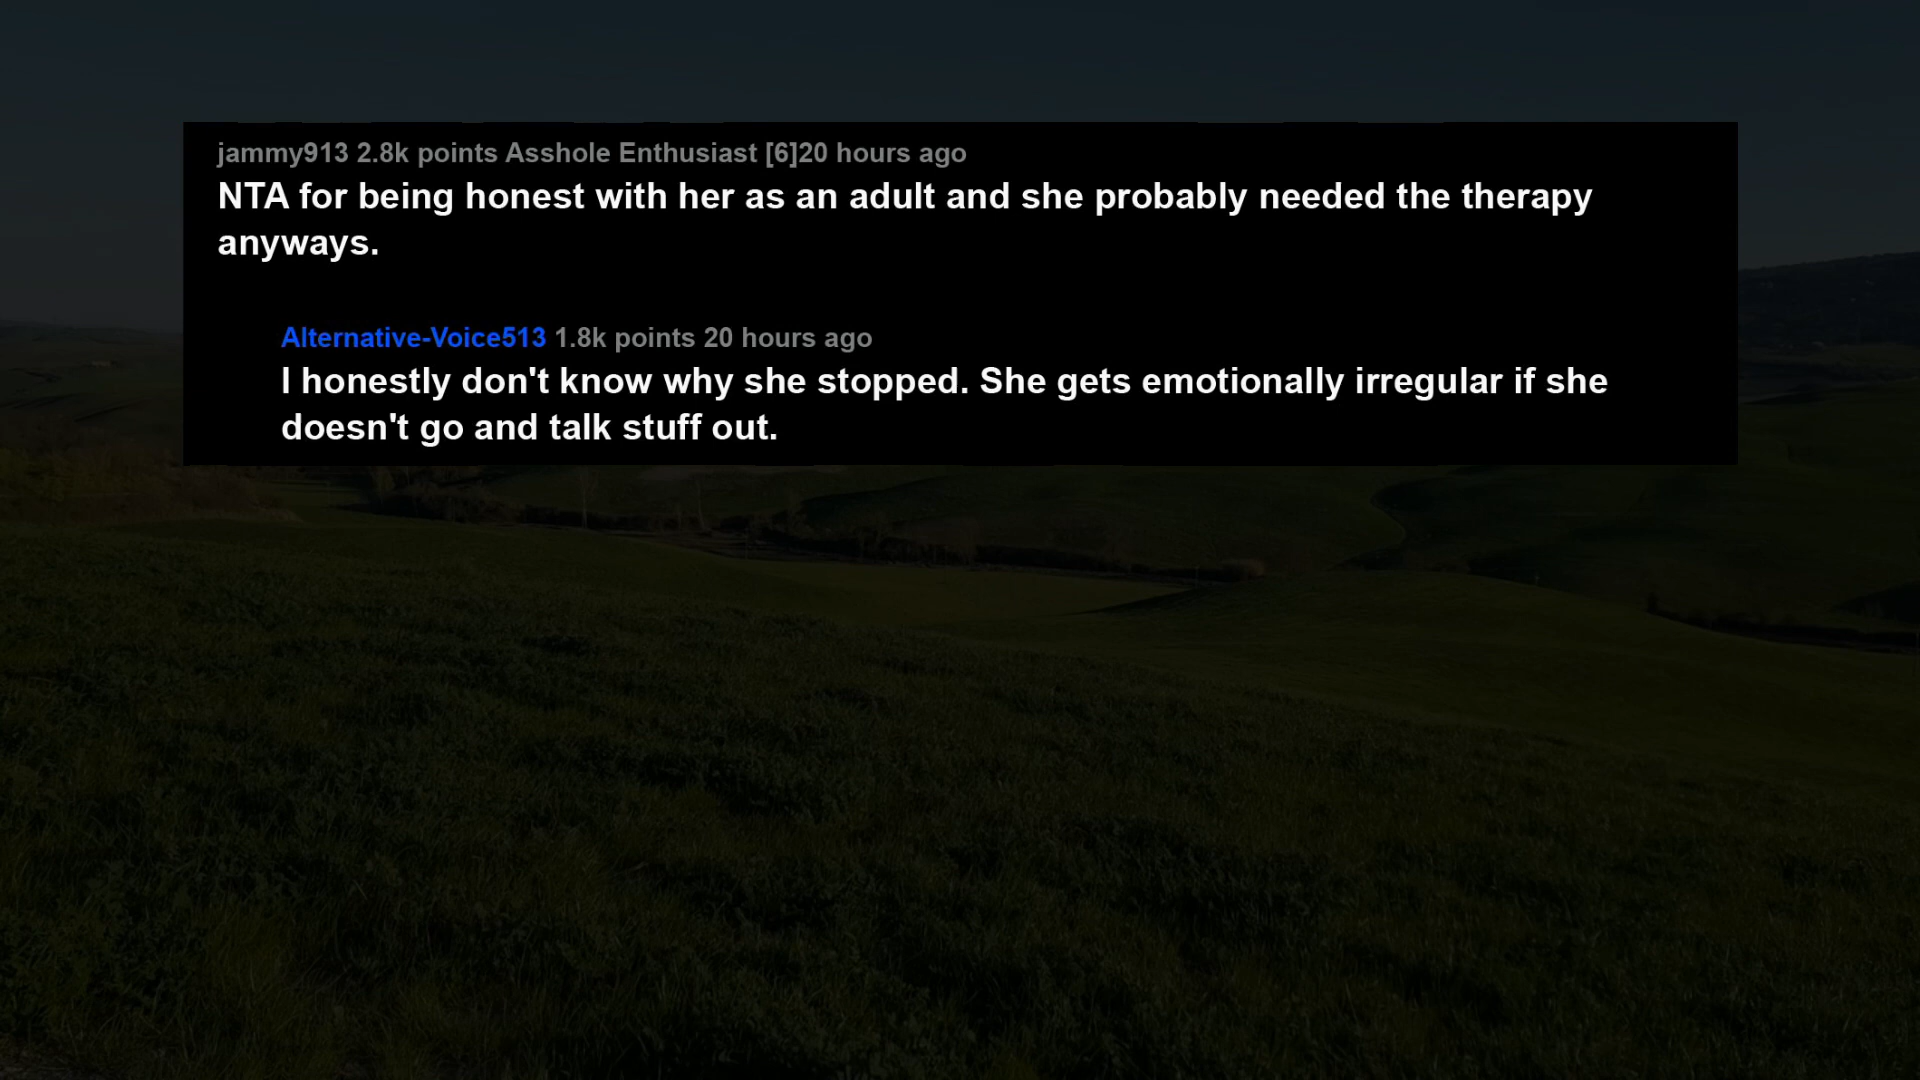 jammy913 2.8k points Asshole Enthusiast [6]20 hours ago
NTA for being honest with her as an adult and she probably needed the therapy
anyways.
Alternative-Voice513 1.8k points 20 hours ago
I honestly don't know why she stopped. She gets emotionally irregular if she
doesn't go and talk stuff out.